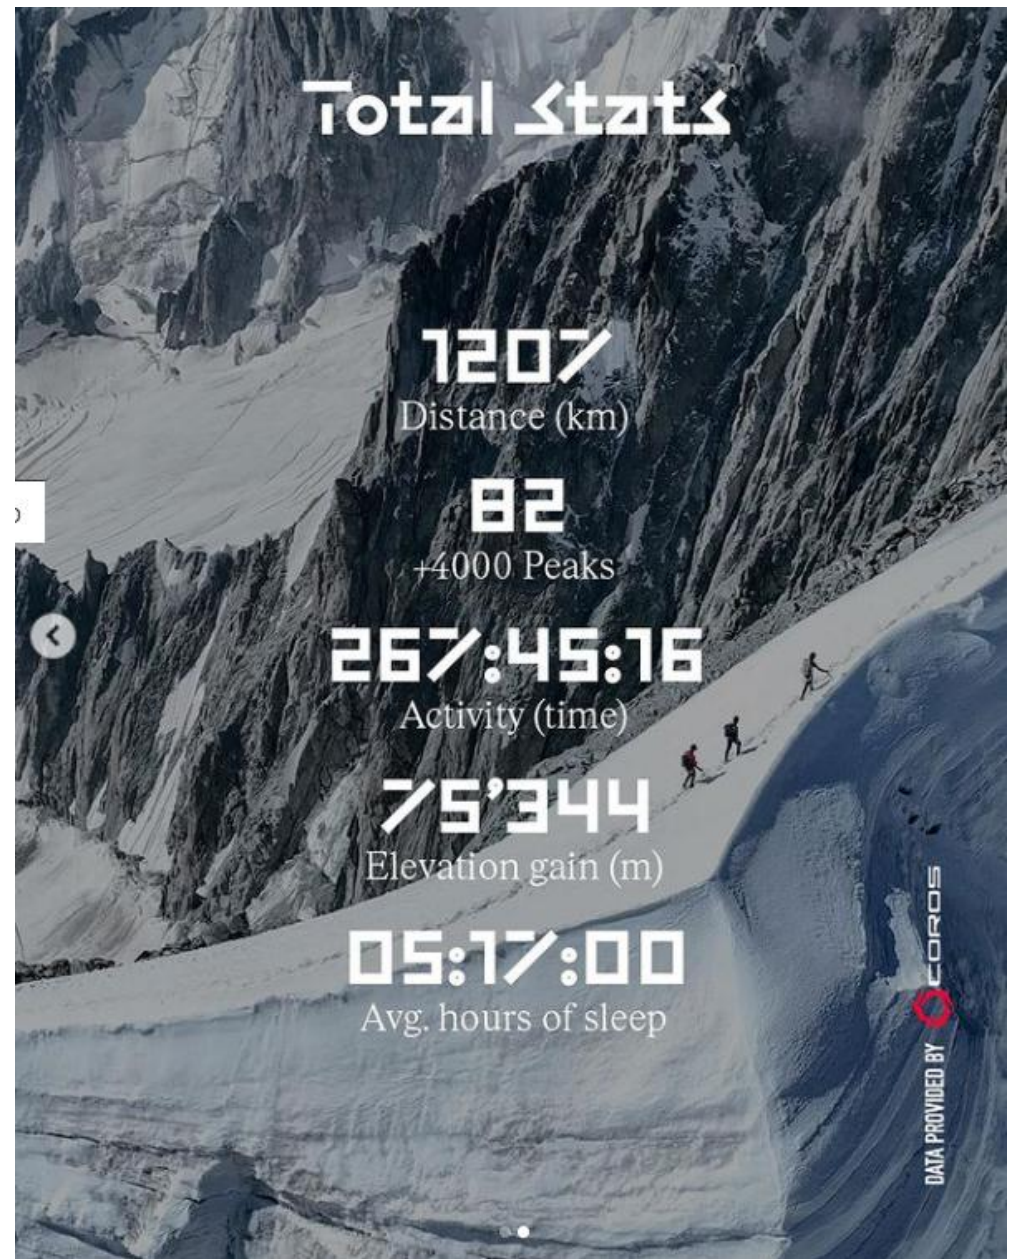 Total Stats
1207
Distance (km)
82
+4000 Peaks
267:45:16
Activity (time)
75’344
Elevation gain (m)
05:17:00
Avg. hours of sleep
DATA PROVIDED BY COROS